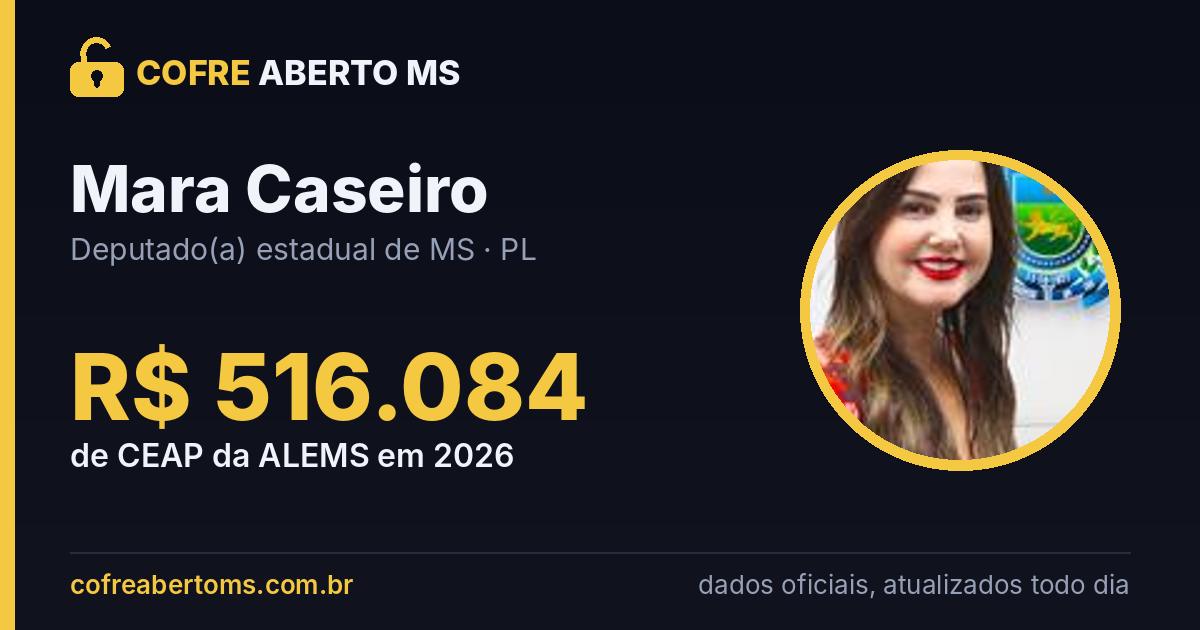 COFRE ABERTO MS
Mara Caseiro
Deputado(a) estadual de MS · PL
R$ 516.084
de CEAP da ALEMS em 2026
cofreabertoms.com.br
dados oficiais, atualizados todo dia